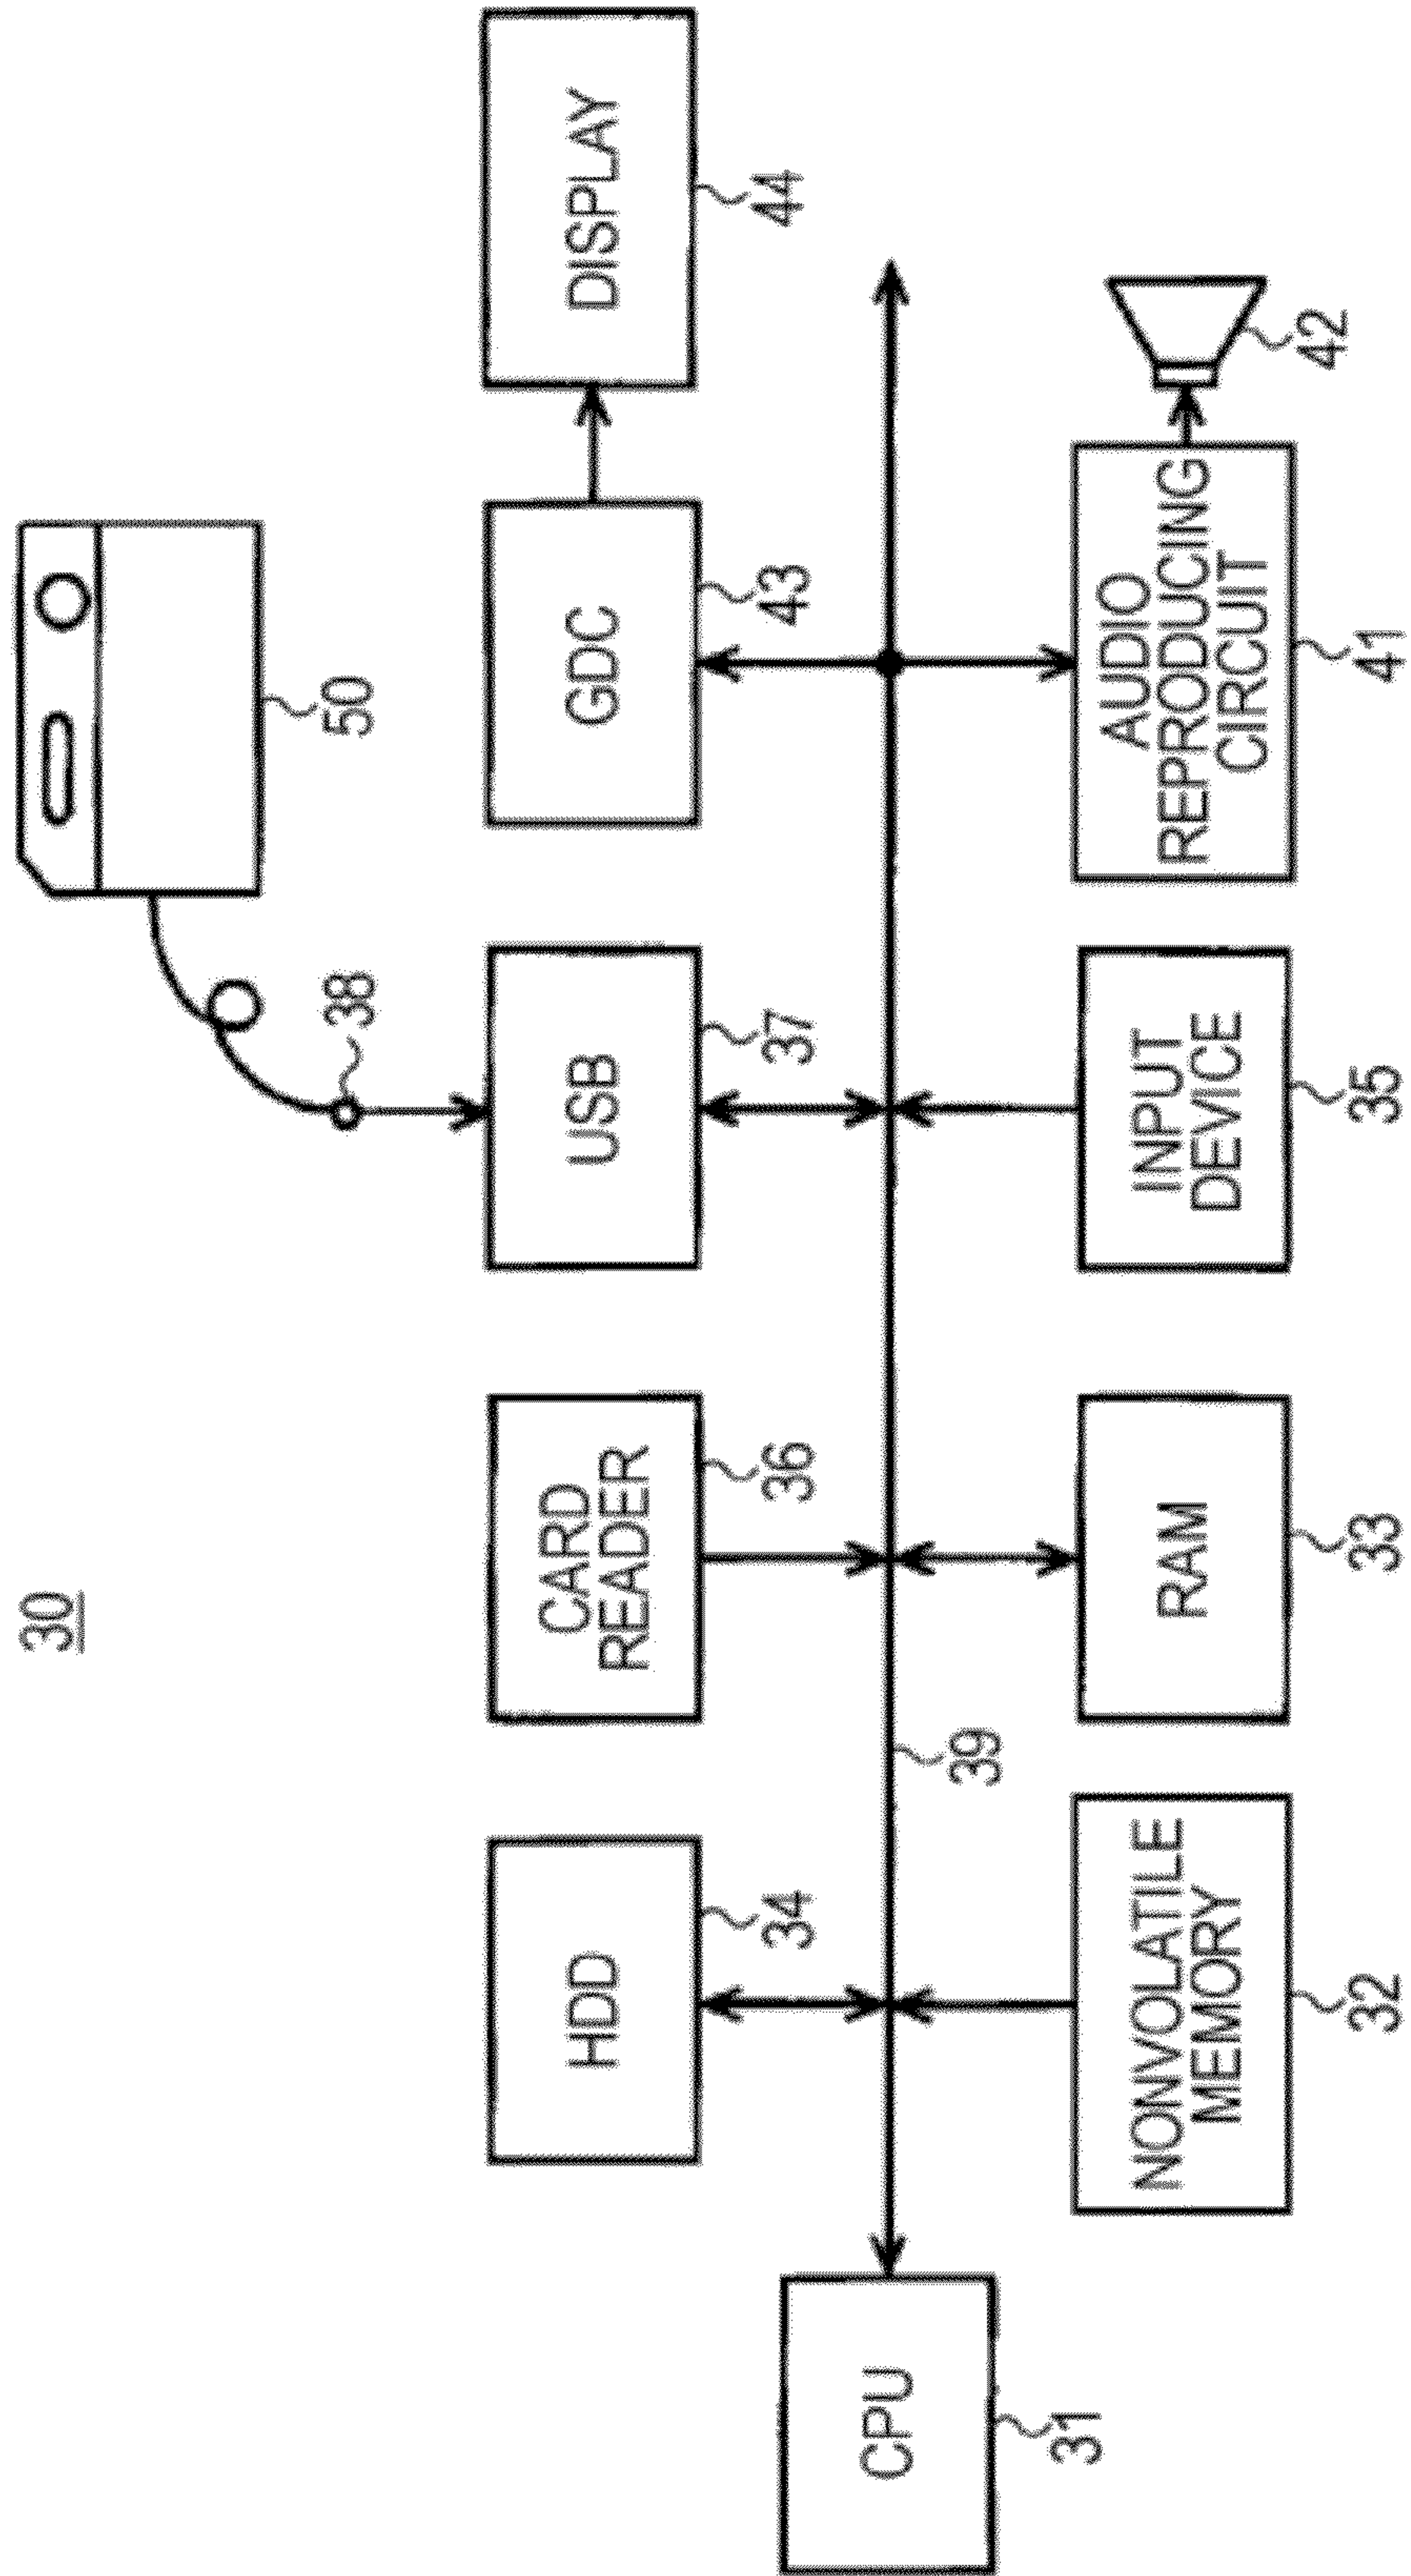 30
50
38
HDD
34
CARD
READER
36
USB
37
GDC
43
DISPLAY
44
CPU
31
39
NONVOLATILE
MEMORY
32
RAM
33
INPUT
DEVICE
35
AUDIO
REPRODUCING
CIRCUIT
41
42